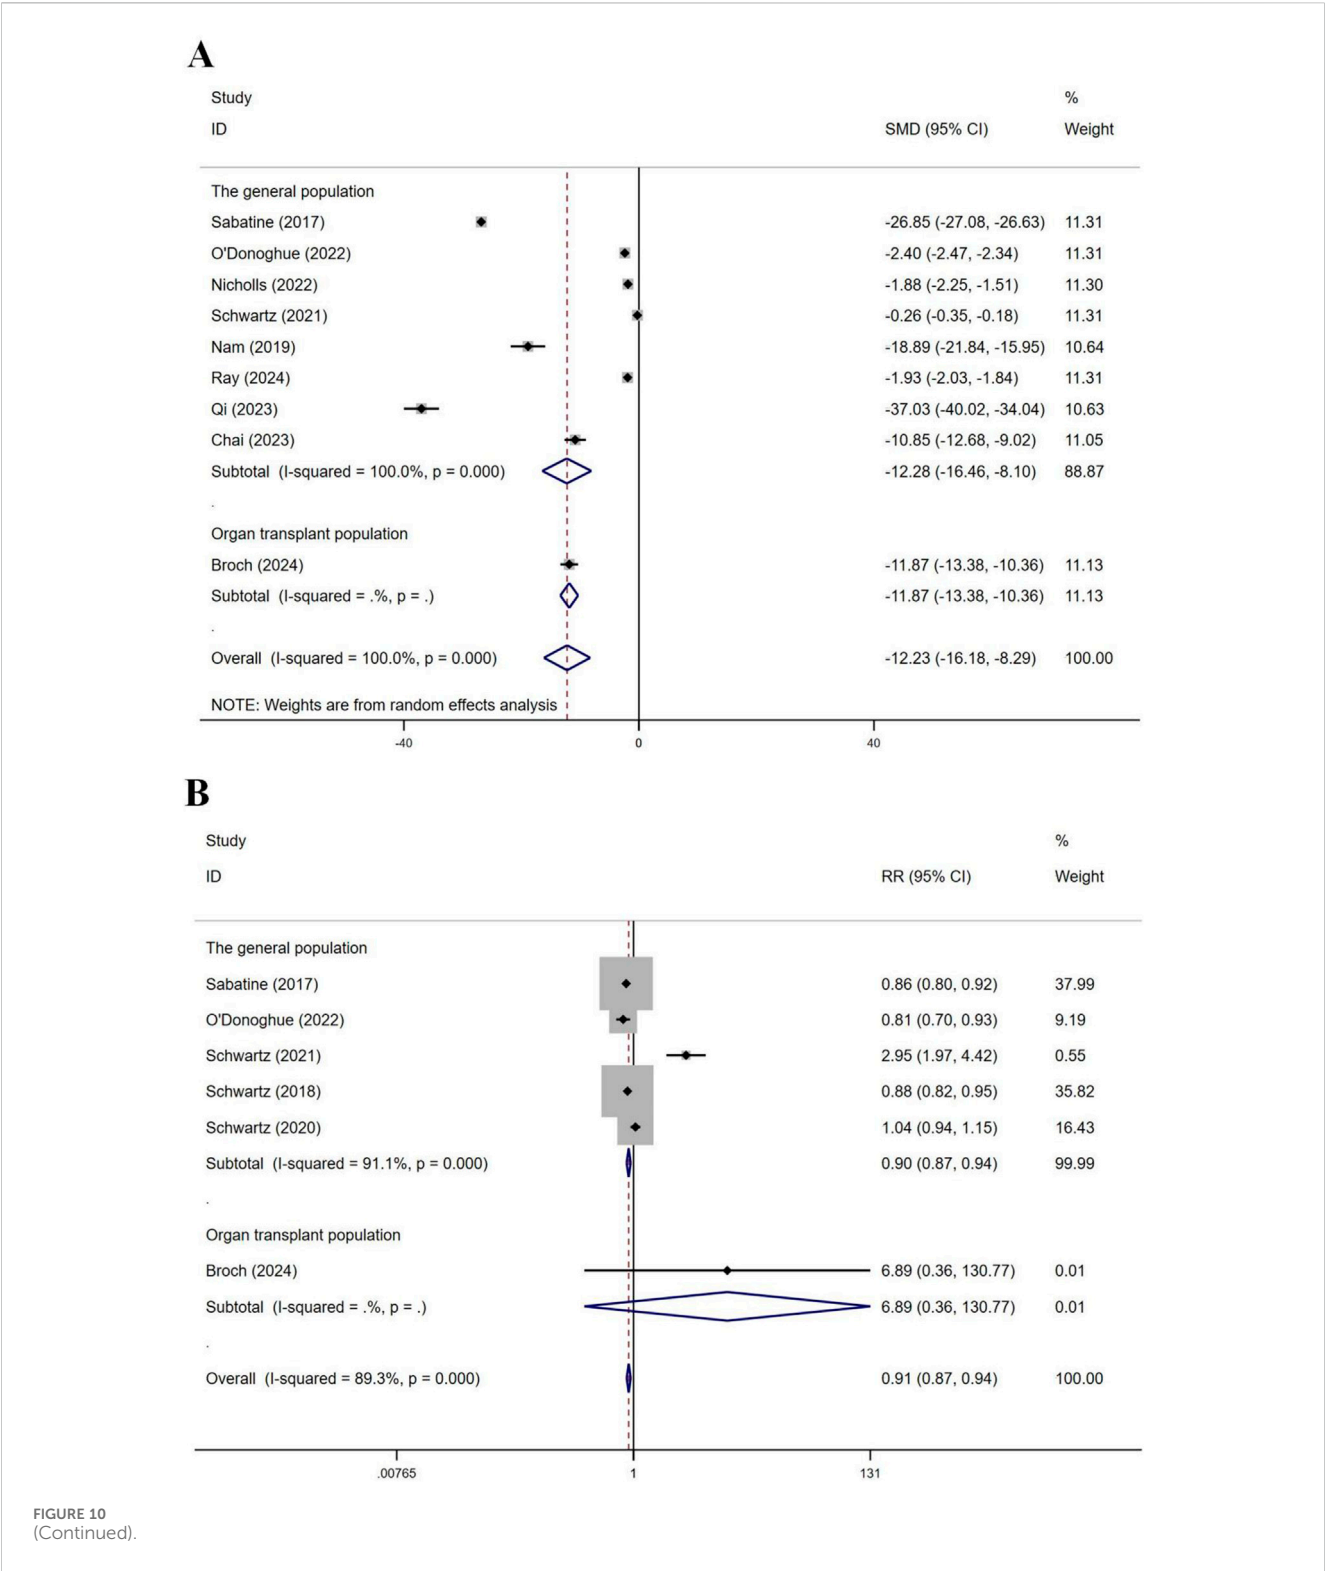 A
Study %
ID SMD (95% CI) Weight
The general population
Sabatine (2017) -26.85 (-27.08, -26.63) 11.31
O'Donoghue (2022) -2.40 (-2.47, -2.34) 11.31
Nicholls (2022) -1.88 (-2.25, -1.51) 11.30
Schwartz (2021) -0.26 (-0.35, -0.18) 11.31
Nam (2019) -18.89 (-21.84, -15.95) 10.64
Ray (2024) -1.93 (-2.03, -1.84) 11.31
Qi (2023) -37.03 (-40.02, -34.04) 10.63
Chai (2023) -10.85 (-12.68, -9.02) 11.05
Subtotal (I-squared = 100.0%, p = 0.000) -12.28 (-16.46, -8.10) 88.87
.
Organ transplant population
Broch (2024) -11.87 (-13.38, -10.36) 11.13
Subtotal (I-squared = .%, p = .) -11.87 (-13.38, -10.36) 11.13
.
Overall (I-squared = 100.0%, p = 0.000) -12.23 (-16.18, -8.29) 100.00
NOTE: Weights are from random effects analysis
-40 0 40
B
Study %
ID RR (95% CI) Weight
The general population
Sabatine (2017) 0.86 (0.80, 0.92) 37.99
O'Donoghue (2022) 0.81 (0.70, 0.93) 9.19
Schwartz (2021) 2.95 (1.97, 4.42) 0.55
Schwartz (2018) 0.88 (0.82, 0.95) 35.82
Schwartz (2020) 1.04 (0.94, 1.15) 16.43
Subtotal (I-squared = 91.1%, p = 0.000) 0.90 (0.87, 0.94) 99.99
.
Organ transplant population
Broch (2024) 6.89 (0.36, 130.77) 0.01
Subtotal (I-squared = .%, p = .) 6.89 (0.36, 130.77) 0.01
.
Overall (I-squared = 89.3%, p = 0.000) 0.91 (0.87, 0.94) 100.00
.00765 1 131
FIGURE 10
(Continued).